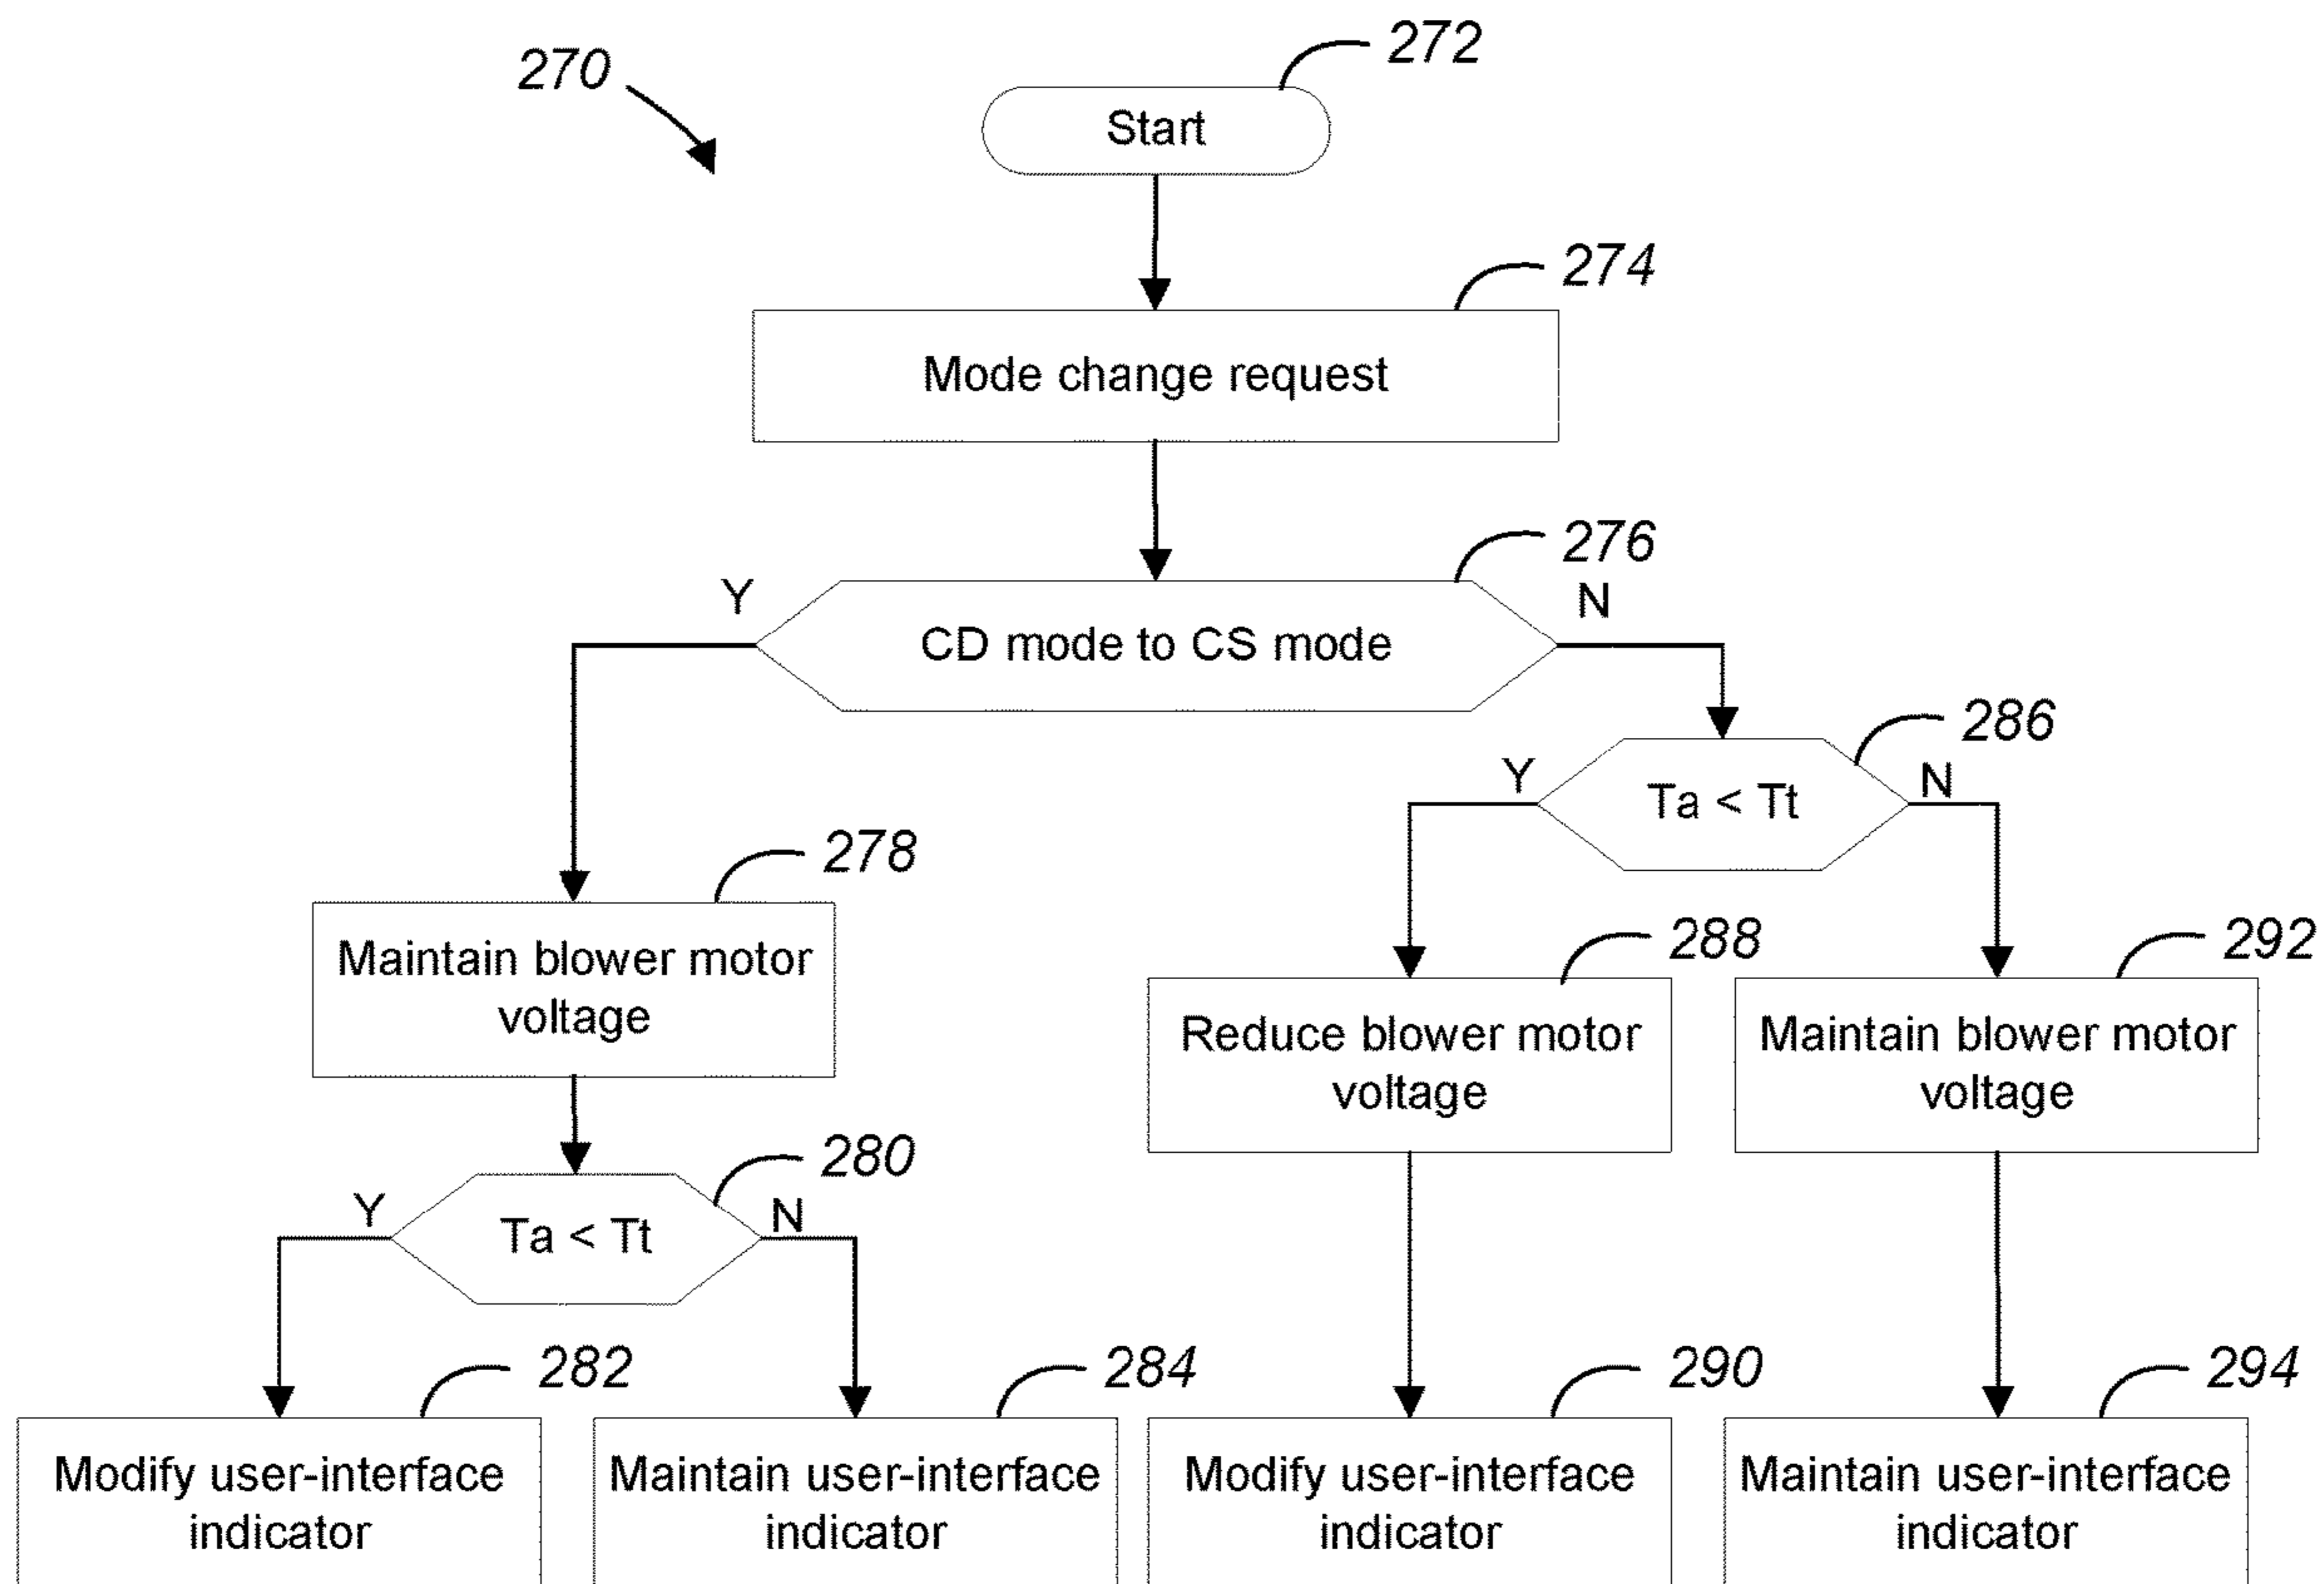 270
272
Start
274
Mode change request
276
Y
N
CD mode to CS mode
286
Y
N
Ta < Tt
278
Maintain blower motor
voltage
288
Reduce blower motor
voltage
292
Maintain blower motor
voltage
280
Y
N
Ta < Tt
282
Modify user-interface
indicator
284
Maintain user-interface
indicator
290
Modify user-interface
indicator
294
Maintain user-interface
indicator